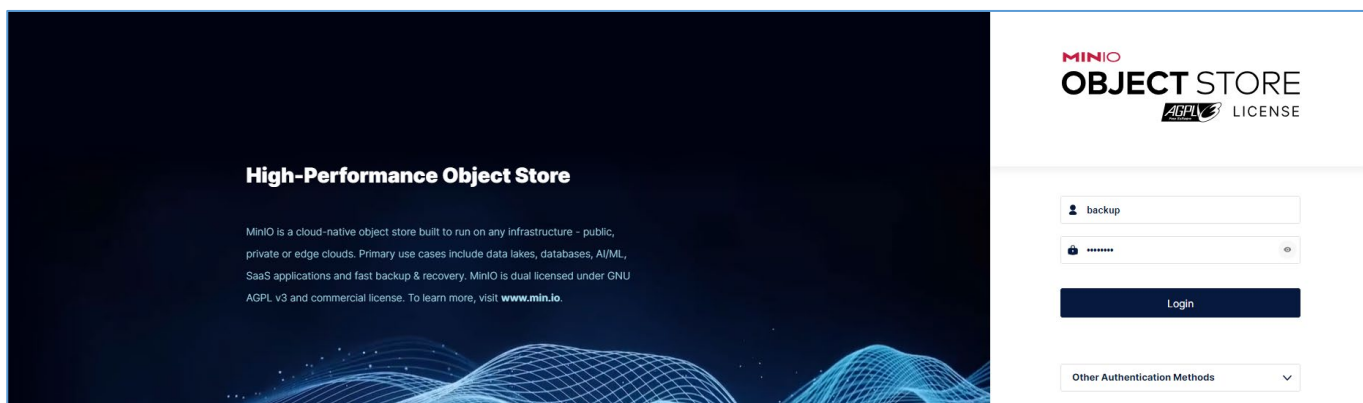 High-Performance Object Store
MinIO is a cloud-native object store built to run on any infrastructure - public,
private or edge clouds. Primary use cases include data lakes, databases, AI/ML,
SaaS applications and fast backup & recovery. MinIO is dual licensed under GNU
AGPL v3 and commercial license. To learn more, visit www.min.io.
MINIO
OBJECT STORE
AGPLv3 LICENSE
backup
••••••••
Login
Other Authentication Methods